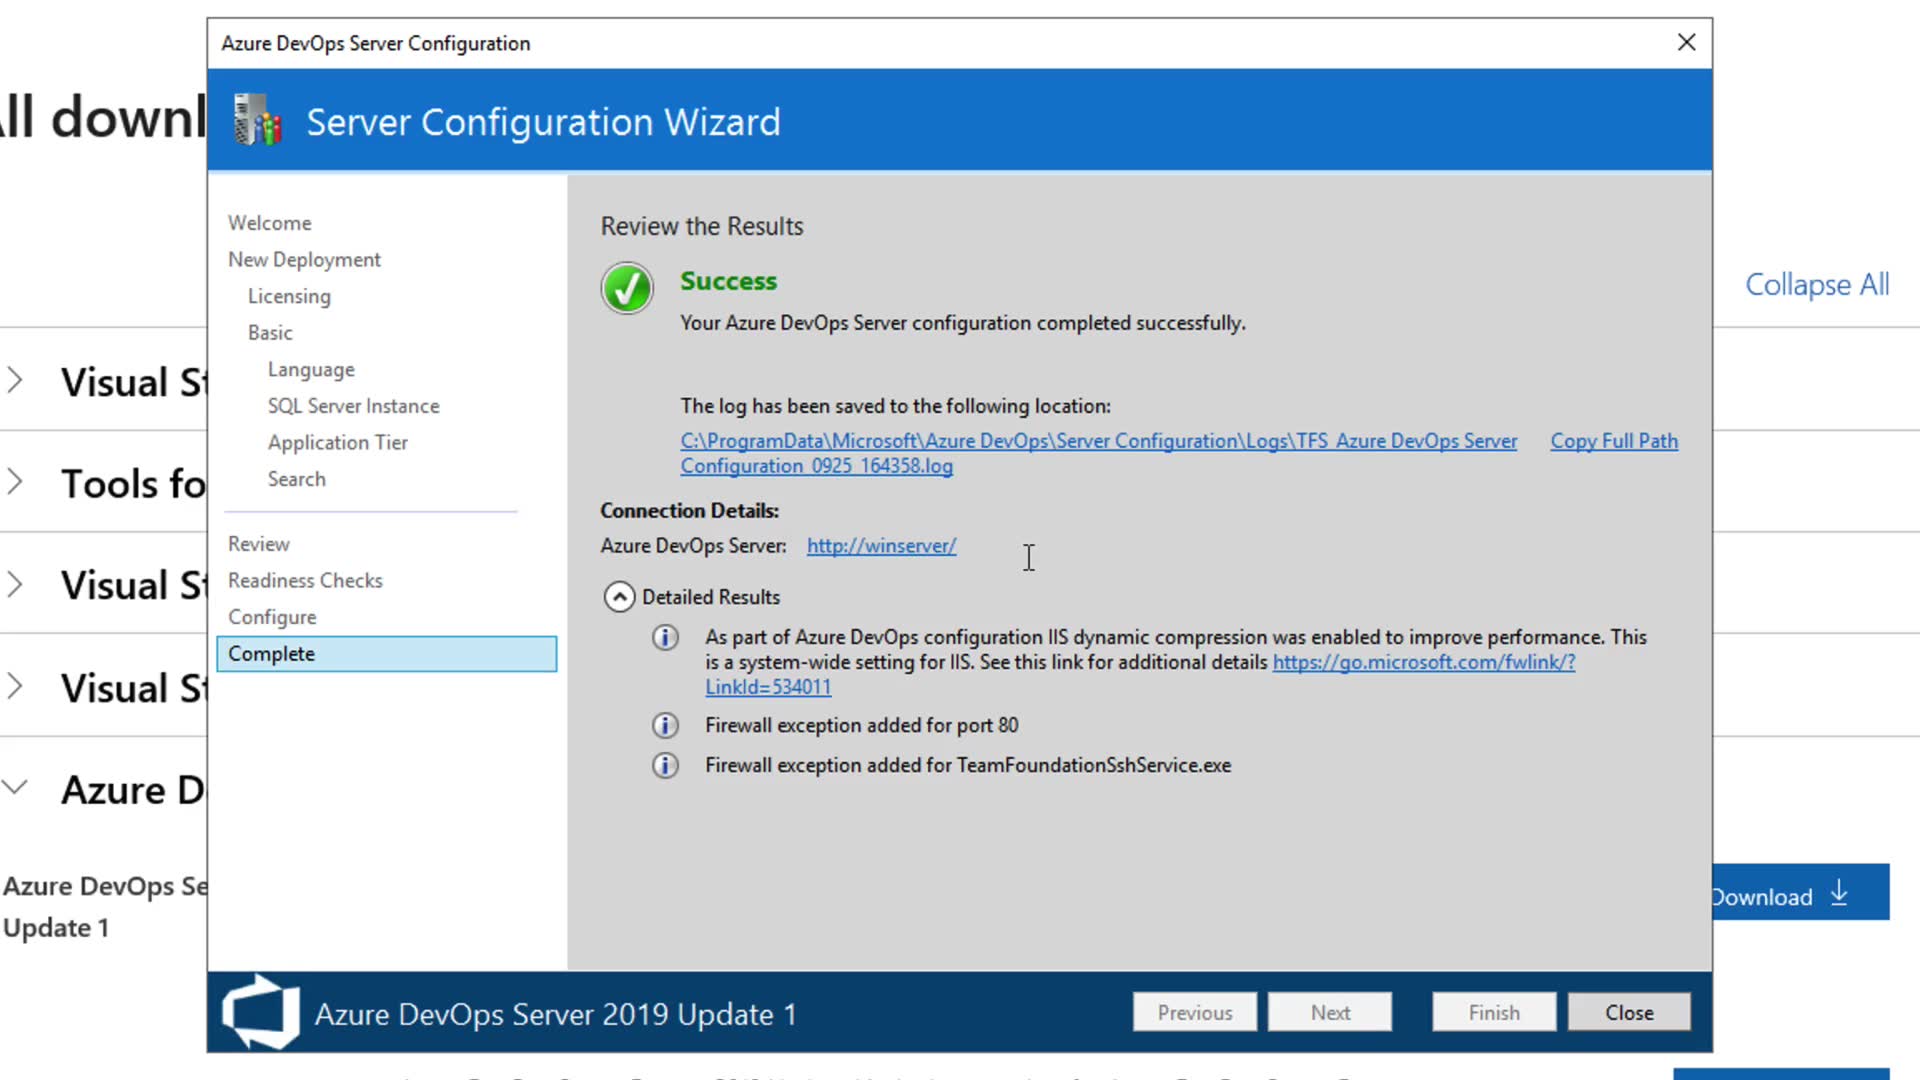 Azure DevOps Server Configuration
Server Configuration Wizard
Welcome
New Deployment
Licensing
Basic
Language
SQL Server Instance
Application Tier
Search
Review
Readiness Checks
Configure
Complete
Review the Results
Success
Your Azure DevOps Server configuration completed successfully.
The log has been saved to the following location:
C:\ProgramData\Microsoft\Azure DevOps\Server Configuration\Logs\TFS_Azure DevOps Server Copy Full Path
Configuration_0925_164358.log
Connection Details:
Azure DevOps Server: http://winserver/
Detailed Results
As part of Azure DevOps configuration IIS dynamic compression was enabled to improve performance. This
is a system-wide setting for IIS. See this link for additional details https://go.microsoft.com/fwlink/?
LinkId=534011
Firewall exception added for port 80
Firewall exception added for TeamFoundationSshService.exe
Azure DevOps Server 2019 Update 1
Previous Next Finish Close
All downl
Collapse All
Visual St
Tools fo
Visual St
Visual St
Azure D
Azure DevOps Se
Update 1
Download